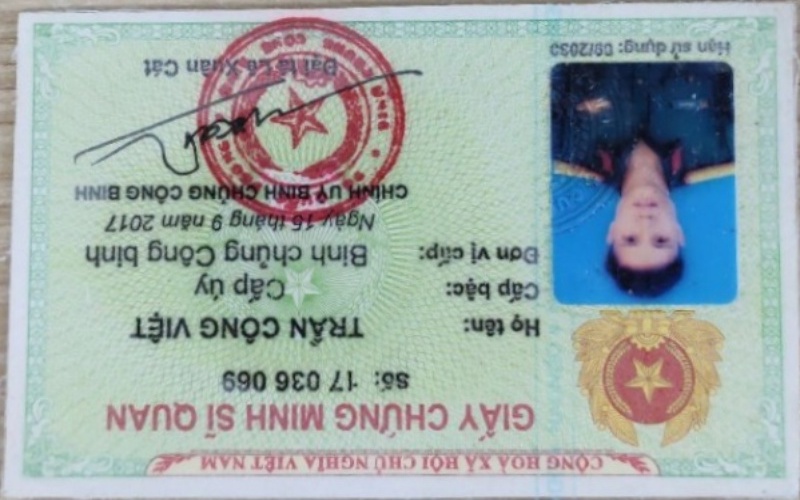 CỘNG HOÀ XÃ HỘI CHỦ NGHĨA VIỆT NAM
GIẤY CHỨNG MINH SĨ QUAN
Số: 17 036 069
Họ tên: TRẦN CÔNG VIỆT
Cấp bậc: Cấp úy
Đơn vị cấp: Binh chủng Công binh
Ngày 15 tháng 9 năm 2017
CHÍNH UỶ BINH CHỦNG CÔNG BINH
Đại tá Lê Xuân Cát
Hạn sử dụng: 09/2030